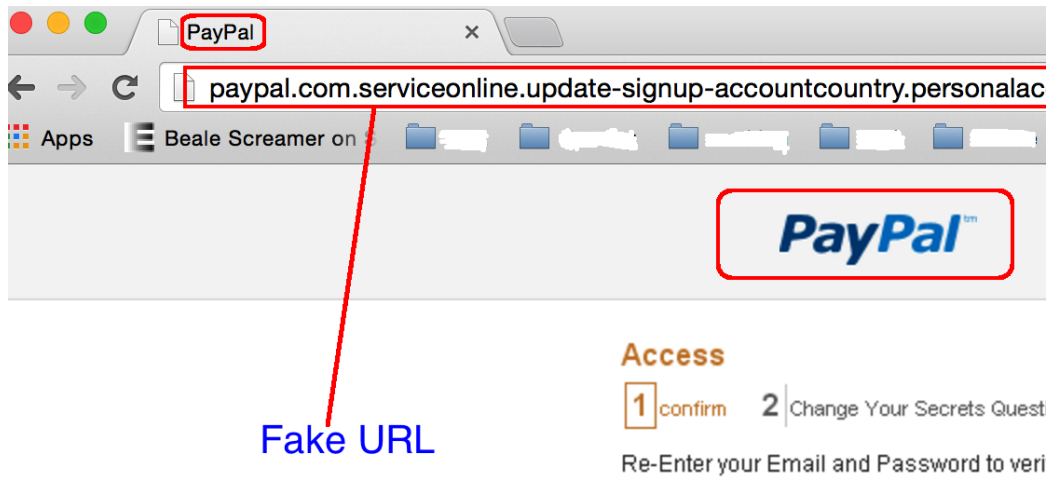 PayPal
paypal.com.serviceonline.update-signup-accountcountry.personalac
Apps Beale Screamer on S
PayPal™
Access
1 confirm 2 Change Your Secrets Questi
Fake URL
Re-Enter your Email and Password to veri